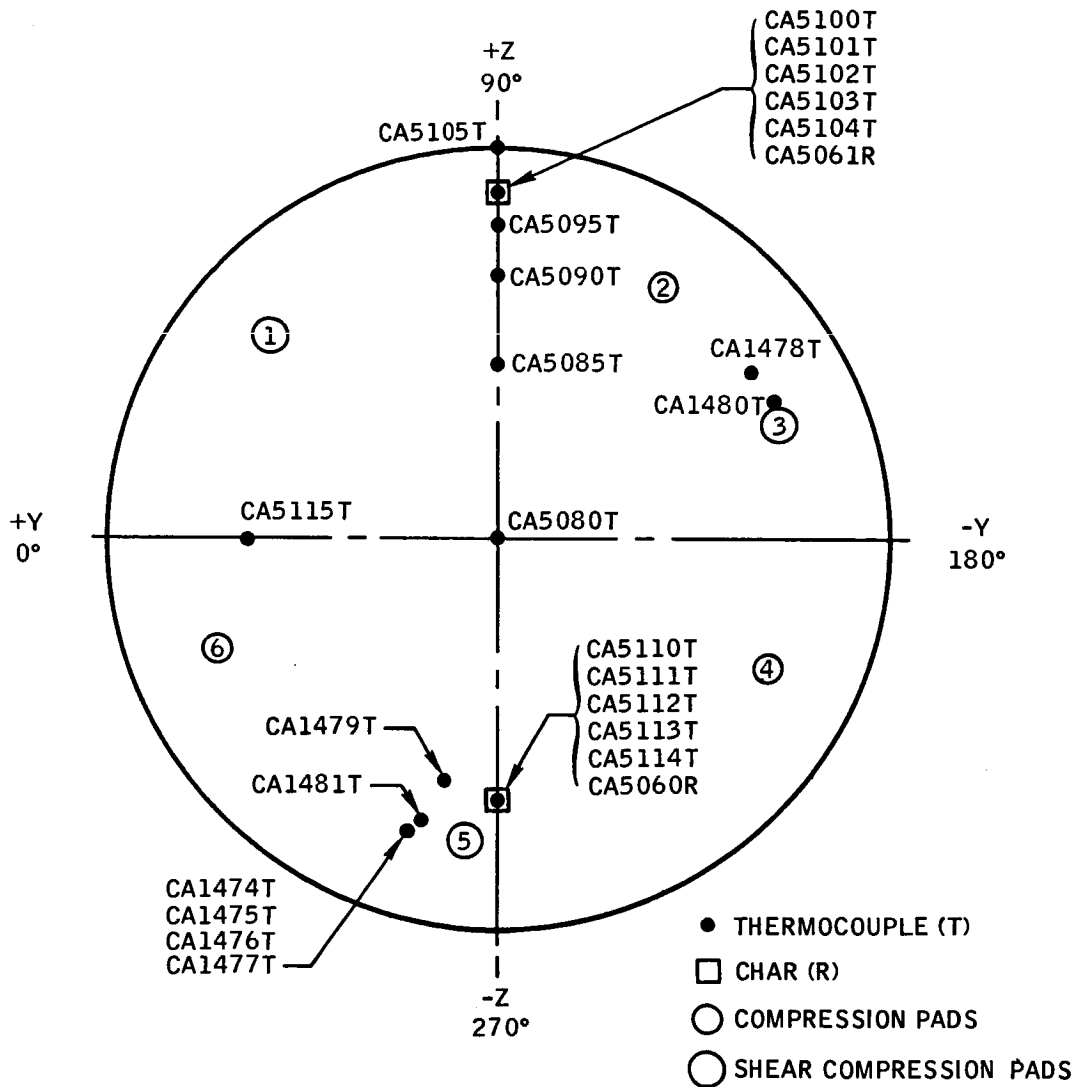 CA5100T
CA5101T
CA5102T
CA5103T
CA5104T
CA5061R
+Z
90°
CA5105T
CA5095T
CA5090T
2
1
CA1478T
CA5085T
CA1480T
3
CA5115T
CA5080T
+Y
0°
-Y
180°
6
4
CA5110T
CA5111T
CA5112T
CA5113T
CA5114T
CA5060R
CA1479T
CA1481T
5
CA1474T
CA1475T
CA1476T
CA1477T
-Z
270°
THERMOCOUPLE (T)
CHAR (R)
COMPRESSION PADS
SHEAR COMPRESSION PADS